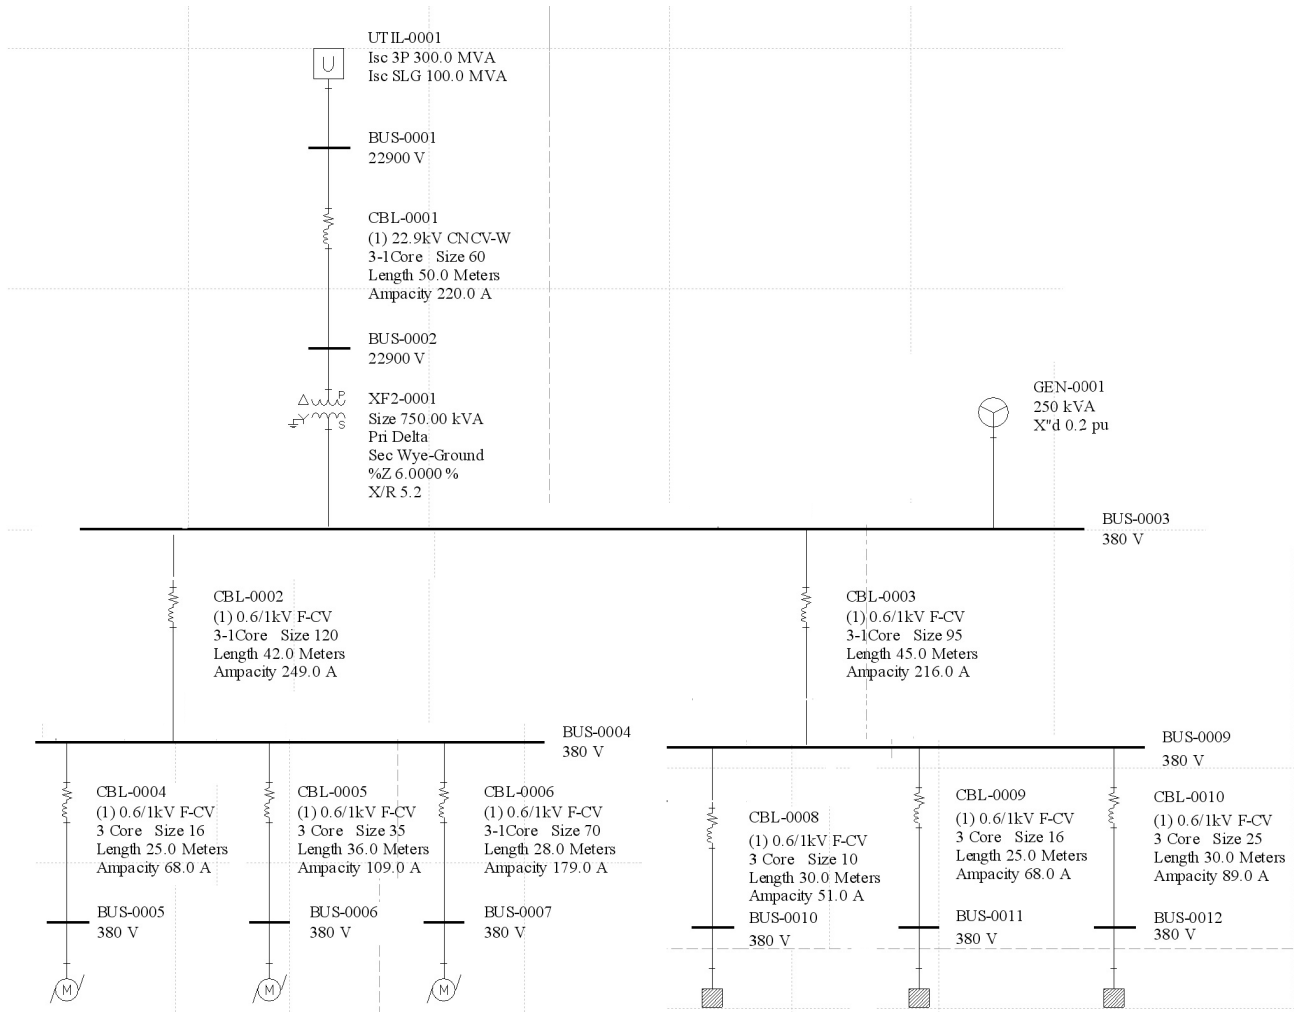 UTIL-0001
Isc 3P 300.0 MVA
Isc SLG 100.0 MVA
U
BUS-0001
22900 V
CBL-0001
(1) 22.9kV CNCV-W
3-1Core Size 60
Length 50.0 Meters
Ampacity 220.0 A
BUS-0002
22900 V
P
S
XF2-0001
Size 750.00 kVA
Pri Delta
Sec Wye-Ground
%Z 6.0000 %
X/R 5.2
GEN-0001
250 kVA
X"d 0.2 pu
BUS-0003
380 V
CBL-0002
(1) 0.6/1kV F-CV
3-1Core Size 120
Length 42.0 Meters
Ampacity 249.0 A
CBL-0003
(1) 0.6/1kV F-CV
3-1Core Size 95
Length 45.0 Meters
Ampacity 216.0 A
BUS-0004
380 V
BUS-0009
380 V
CBL-0004
(1) 0.6/1kV F-CV
3 Core Size 16
Length 25.0 Meters
Ampacity 68.0 A
CBL-0005
(1) 0.6/1kV F-CV
3 Core Size 35
Length 36.0 Meters
Ampacity 109.0 A
CBL-0006
(1) 0.6/1kV F-CV
3-1Core Size 70
Length 28.0 Meters
Ampacity 179.0 A
CBL-0008
(1) 0.6/1kV F-CV
3 Core Size 10
Length 30.0 Meters
Ampacity 51.0 A
CBL-0009
(1) 0.6/1kV F-CV
3 Core Size 16
Length 25.0 Meters
Ampacity 68.0 A
CBL-0010
(1) 0.6/1kV F-CV
3 Core Size 25
Length 30.0 Meters
Ampacity 89.0 A
BUS-0005
380 V
BUS-0006
380 V
BUS-0007
380 V
BUS-0010
380 V
BUS-0011
380 V
BUS-0012
380 V
M
M
M